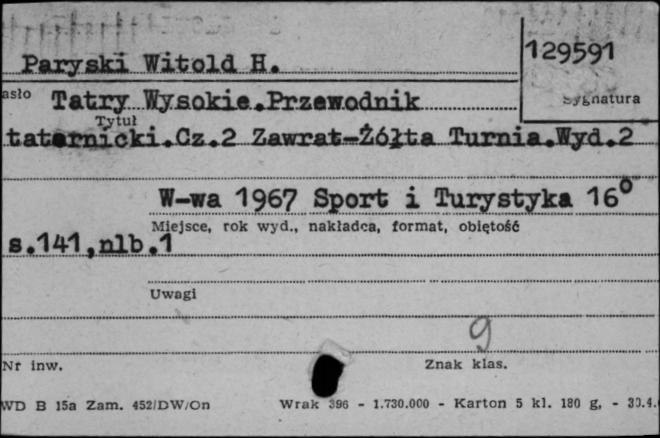 Paryski Witold H.
129591
Sygnatura
asło Tatry Wysokie.Przewodnik
Tytuł
taternicki.Cz.2 Zawrat-Żółta Turnia.Wyd.2
W-wa 1967 Sport i Turystyka 16°
Miejsce, rok wyd., nakładca, format, objętość
s.141,nlb.1
Uwagi
9
Nr inw.
Znak klas.
WD B 15a Zam. 452/DW/On Wrak 396 - 1.730.000 - Karton 5 kl. 180 g, - 30.4.